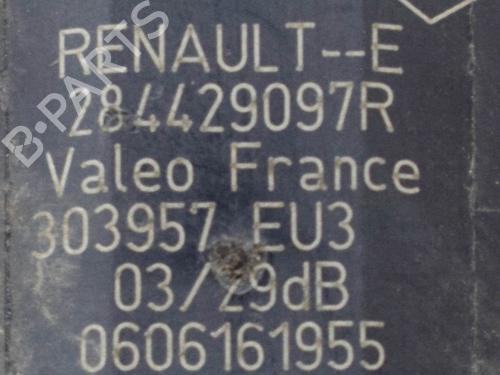 RENAULT--E
284429097R
Valeo France
303957 EU3
03/29dB
0606161955
B-PARTS